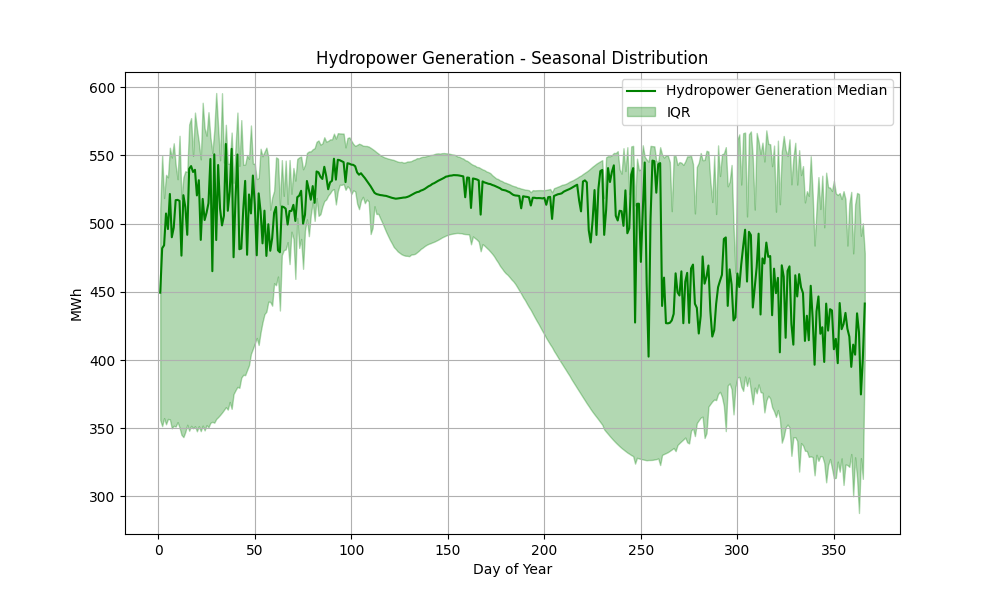 Hydropower Generation - Seasonal Distribution
Hydropower Generation Median
IQR
600
550
500
450
400
350
300
MWh
0 50 100 150 200 250 300 350
Day of Year